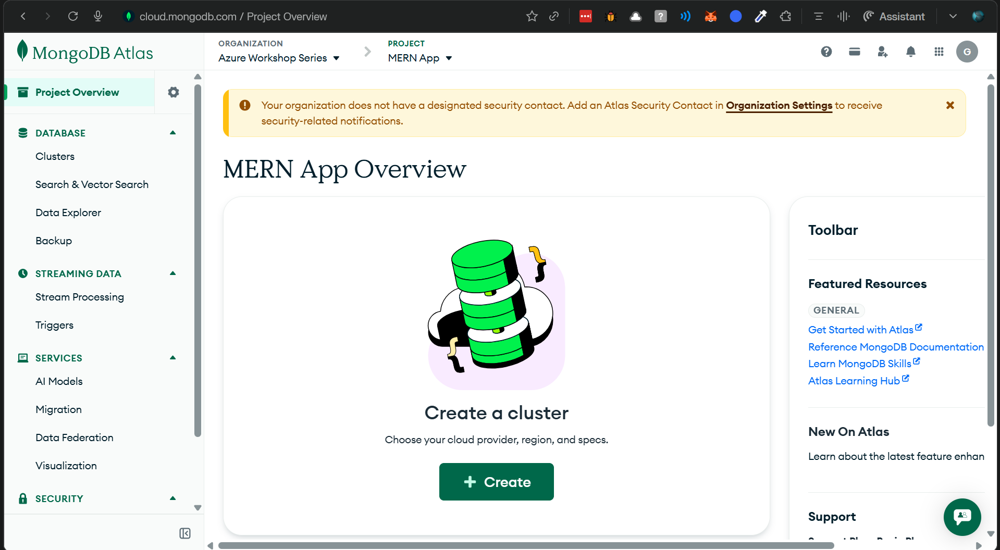 cloud.mongodb.com / Project Overview
Assistant
MongoDB Atlas
ORGANIZATION
Azure Workshop Series
PROJECT
MERN App
G
Project Overview
DATABASE
Clusters
Search & Vector Search
Data Explorer
Backup
STREAMING DATA
Stream Processing
Triggers
SERVICES
AI Models
Migration
Data Federation
Visualization
SECURITY
Your organization does not have a designated security contact. Add an Atlas Security Contact in Organization Settings to receive
security-related notifications.
MERN App Overview
Create a cluster
Choose your cloud provider, region, and specs.
Create
Toolbar
Featured Resources
GENERAL
Get Started with Atlas
Reference MongoDB Documentation
Learn MongoDB Skills
Atlas Learning Hub
New On Atlas
Learn about the latest feature enhan
Support